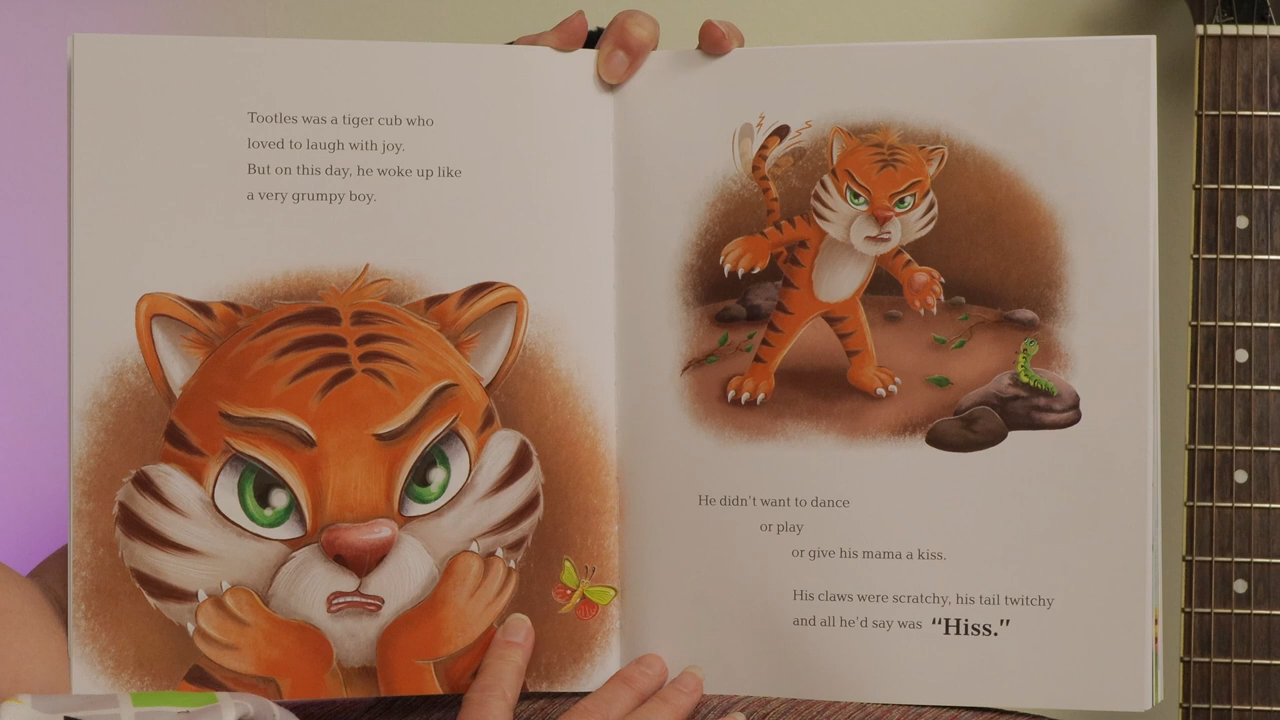 Tootles was a tiger cub who
loved to laugh with joy.
But on this day, he woke up like
a very grumpy boy.
He didn't want to dance
or play
or give his mama a kiss.
His claws were scratchy, his tail twitchy
and all he'd say was “Hiss.”